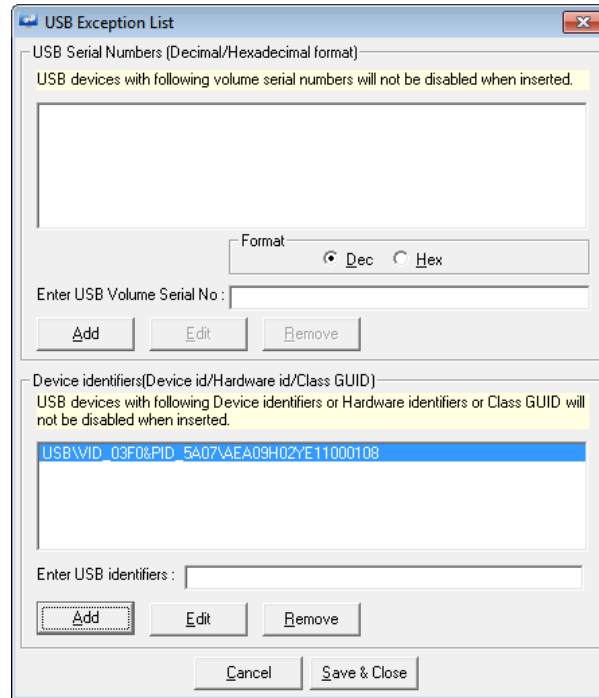 USB Exception List
USB Serial Numbers (Decimal/Hexadecimal format)
USB devices with following volume serial numbers will not be disabled when inserted.
Format
Dec Hex
Enter USB Volume Serial No :
Add Edit Remove
Device identifiers(Device id/Hardware id/Class GUID)
USB devices with following Device identifiers or Hardware identifiers or Class GUID will
not be disabled when inserted.
USB\VID_03F0&PID_5A07\AEA09H02YE11000108
Enter USB identifiers :
Add Edit Remove
Cancel Save & Close